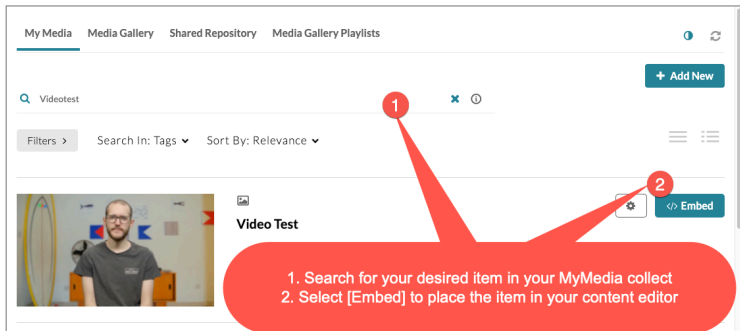 My Media Media Gallery Shared Repository Media Gallery Playlists
+ Add New
Videotest
1
Filters > Search In: Tags Sort By: Relevance
2
</> Embed
Video Test
1. Search for your desired item in your MyMedia collect
2. Select [Embed] to place the item in your content editor